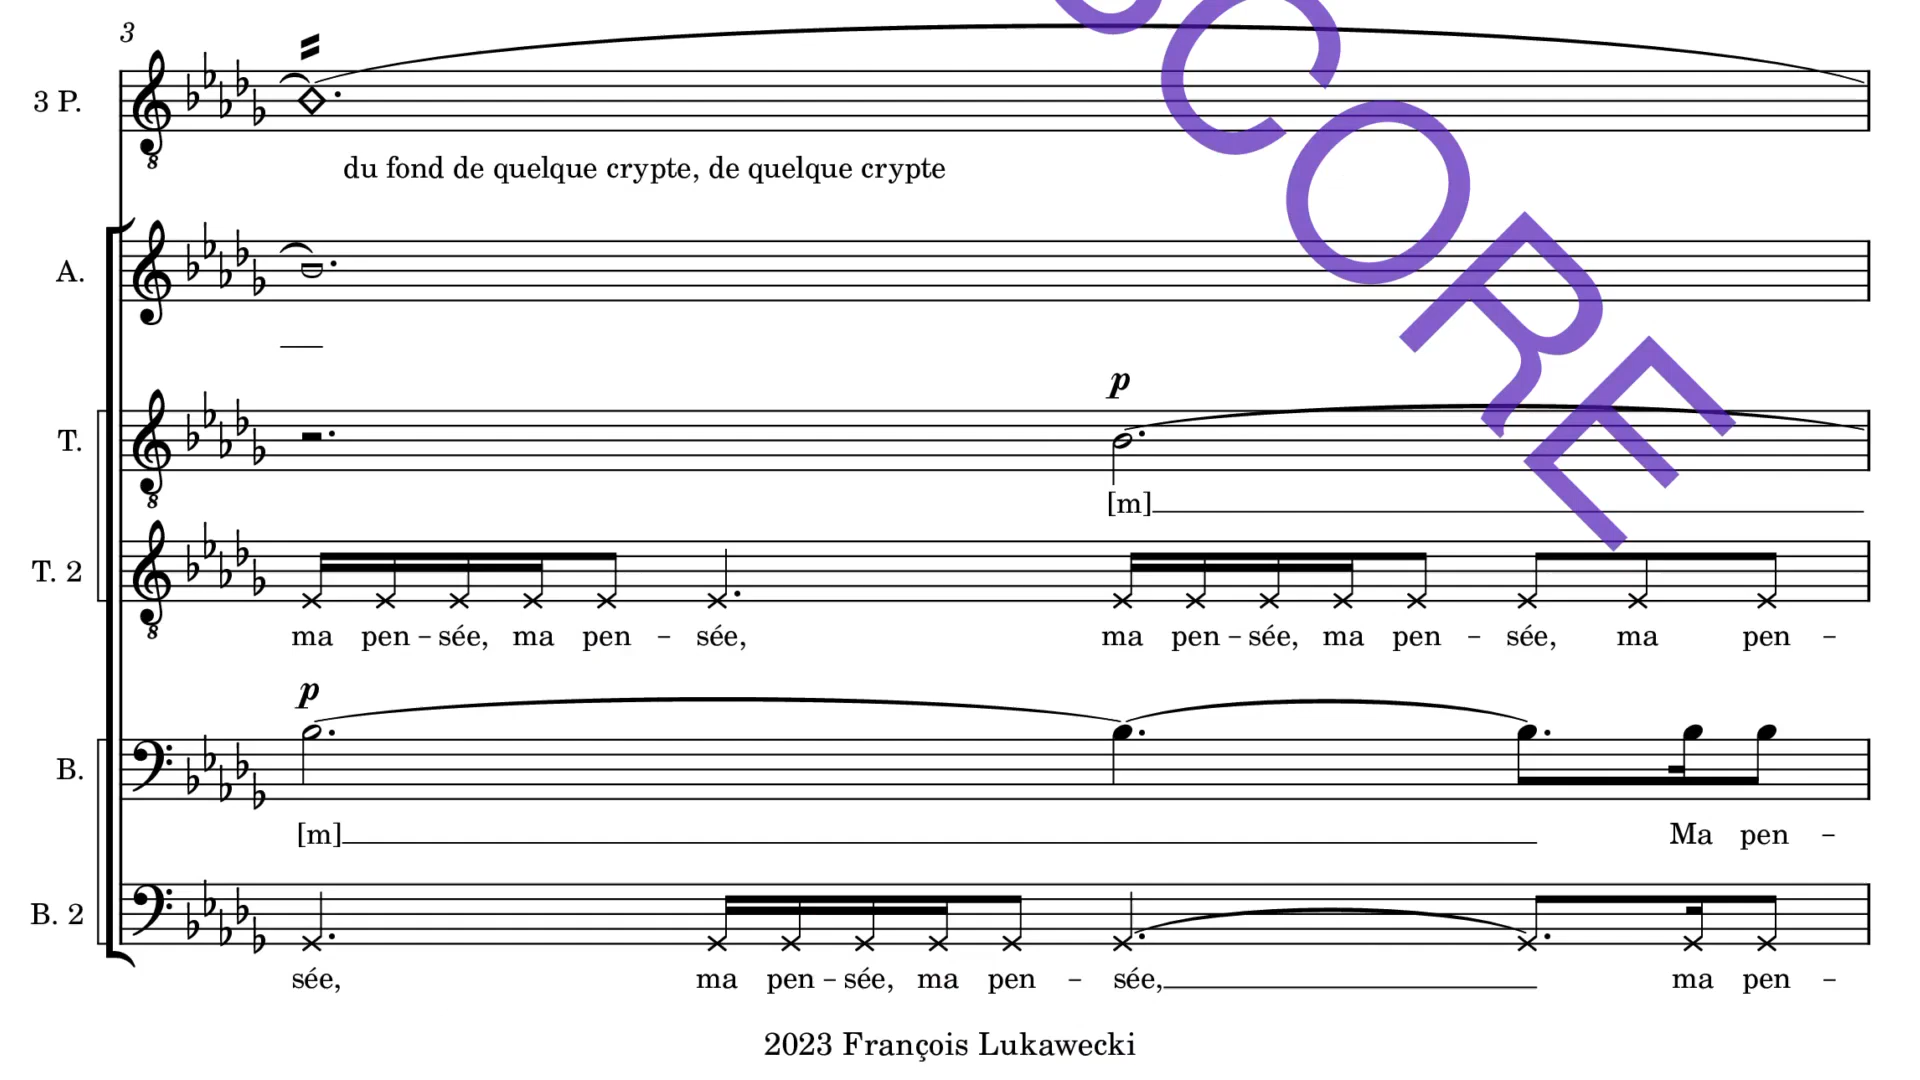 3
3 P.
du fond de quelque crypte, de quelque crypte
A.
p
T.
[m]
T. 2
ma pen - sée, ma pen - sée, ma pen - sée, ma pen - sée, ma pen -
p
B.
[m] Ma pen -
B. 2
sée, ma pen - sée, ma pen - sée, ma pen -
2023 François Lukawecki
CORE